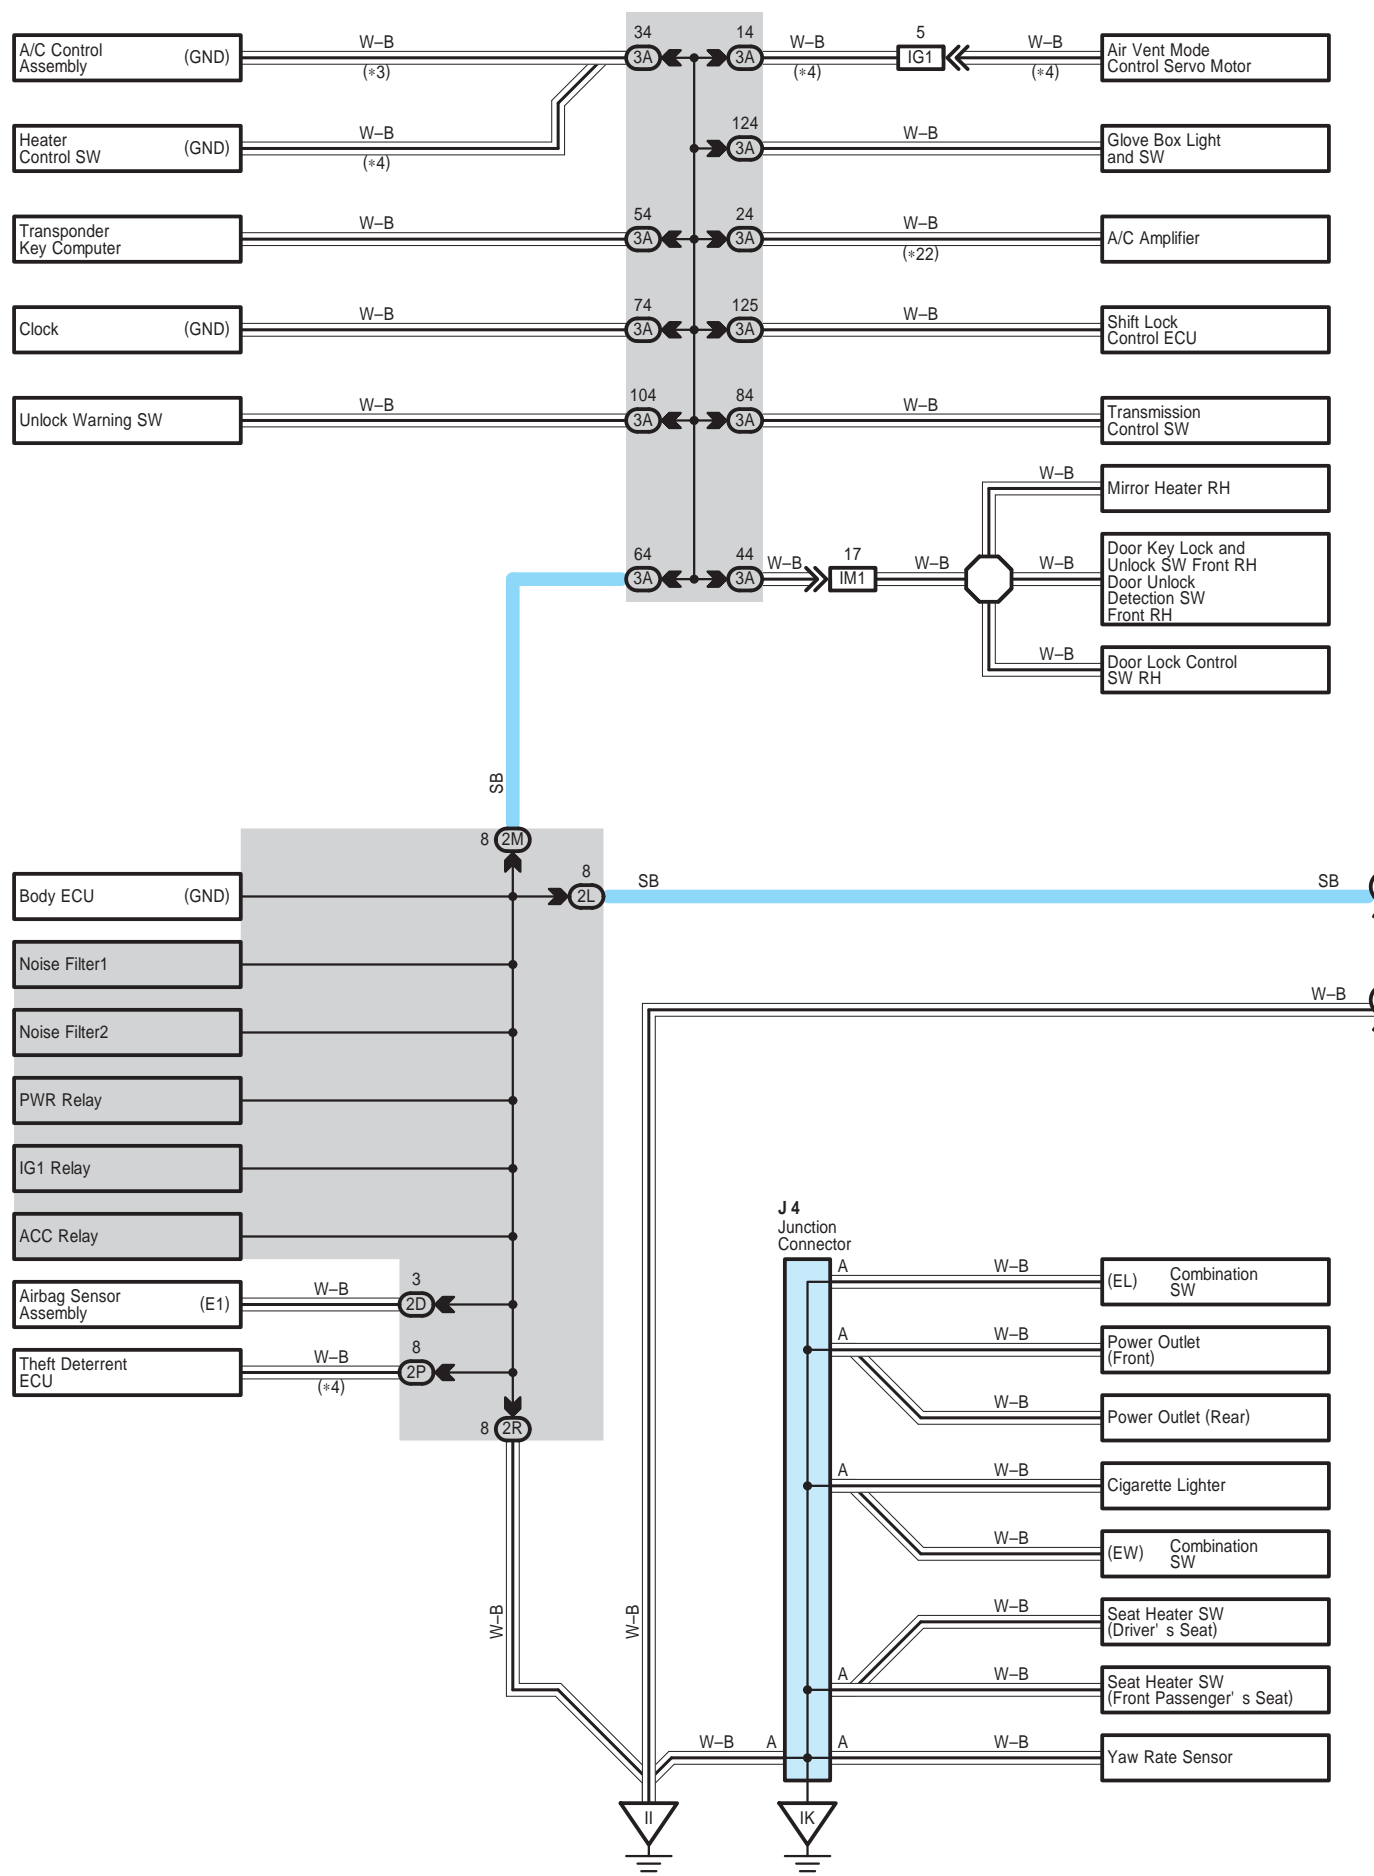 A/C Control
Assembly
(GND)
W–B
(∗3)
34
3A
14
3A
W–B
(∗4)
5
IG1
W–B
(∗4)
Air Vent Mode
Control Servo Motor
Heater
Control SW
(GND)
W–B
(∗4)
124
3A
W–B
Glove Box Light
and SW
Transponder
Key Computer
W–B
54
3A
24
3A
W–B
(∗22)
A/C Amplifier
Clock
(GND)
W–B
74
3A
125
3A
W–B
Shift Lock
Control ECU
Unlock Warning SW
W–B
104
3A
84
3A
W–B
Transmission
Control SW
W–B
Mirror Heater RH
64
3A
44
3A
W–B
17
IM1
W–B
W–B
Door Key Lock and
Unlock SW Front RH
Door Unlock
Detection SW
Front RH
W–B
Door Lock Control
SW RH
SB
8
2M
Body ECU
(GND)
8
2L
SB
SB
Noise Filter1
W–B
Noise Filter2
PWR Relay
IG1 Relay
ACC Relay
J 4
Junction
Connector
Airbag Sensor
Assembly
(E1)
W–B
3
2D
A
W–B
(EL)
Combination
SW
Theft Deterrent
ECU
W–B
(∗4)
8
2P
A
W–B
Power Outlet
(Front)
8
2R
W–B
Power Outlet (Rear)
A
W–B
Cigarette Lighter
W–B
(EW)
Combination
SW
W–B
W–B
W–B
Seat Heater SW
(Driver' s Seat)
A
W–B
Seat Heater SW
(Front Passenger' s Seat)
W–B
A
A
W–B
Yaw Rate Sensor
II
IK